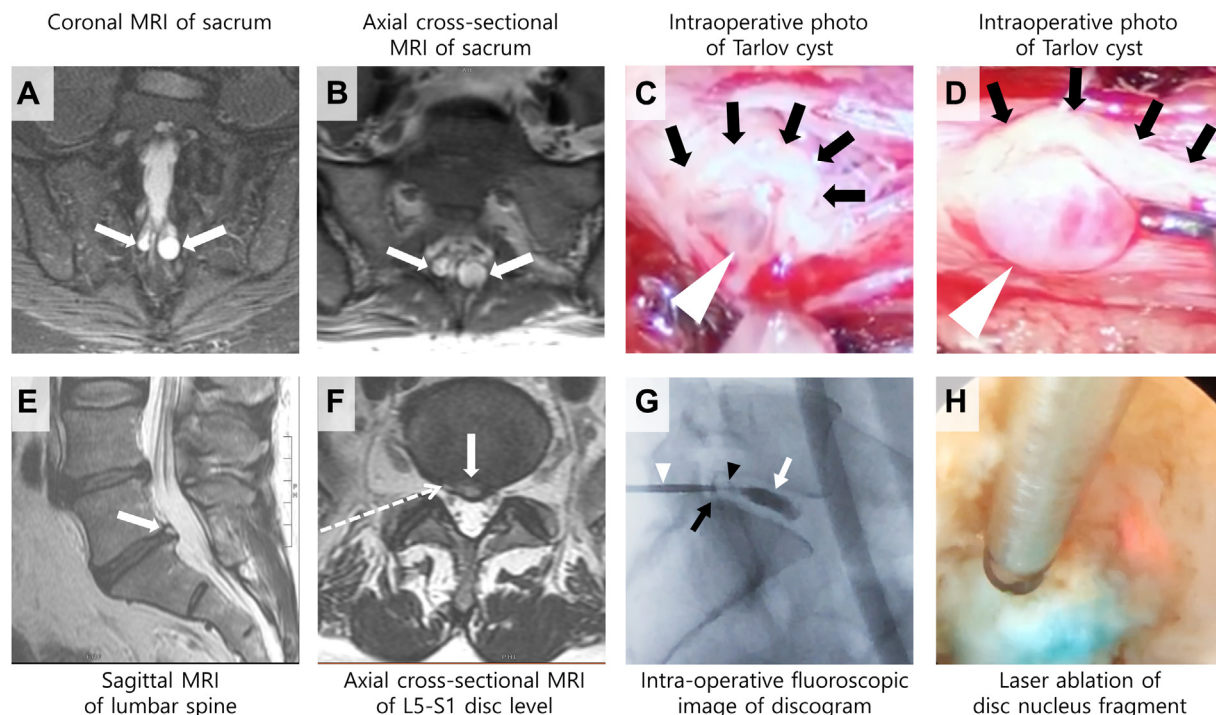 Coronal MRI of sacrum
Axial cross-sectional
MRI of sacrum
Intraoperative photo
of Tarlov cyst
Intraoperative photo
of Tarlov cyst
A
B
C
D
E
F
G
H
Sagittal MRI
of lumbar spine
Axial cross-sectional MRI
of L5-S1 disc level
Intra-operative fluoroscopic
image of discogram
Laser ablation of
disc nucleus fragment